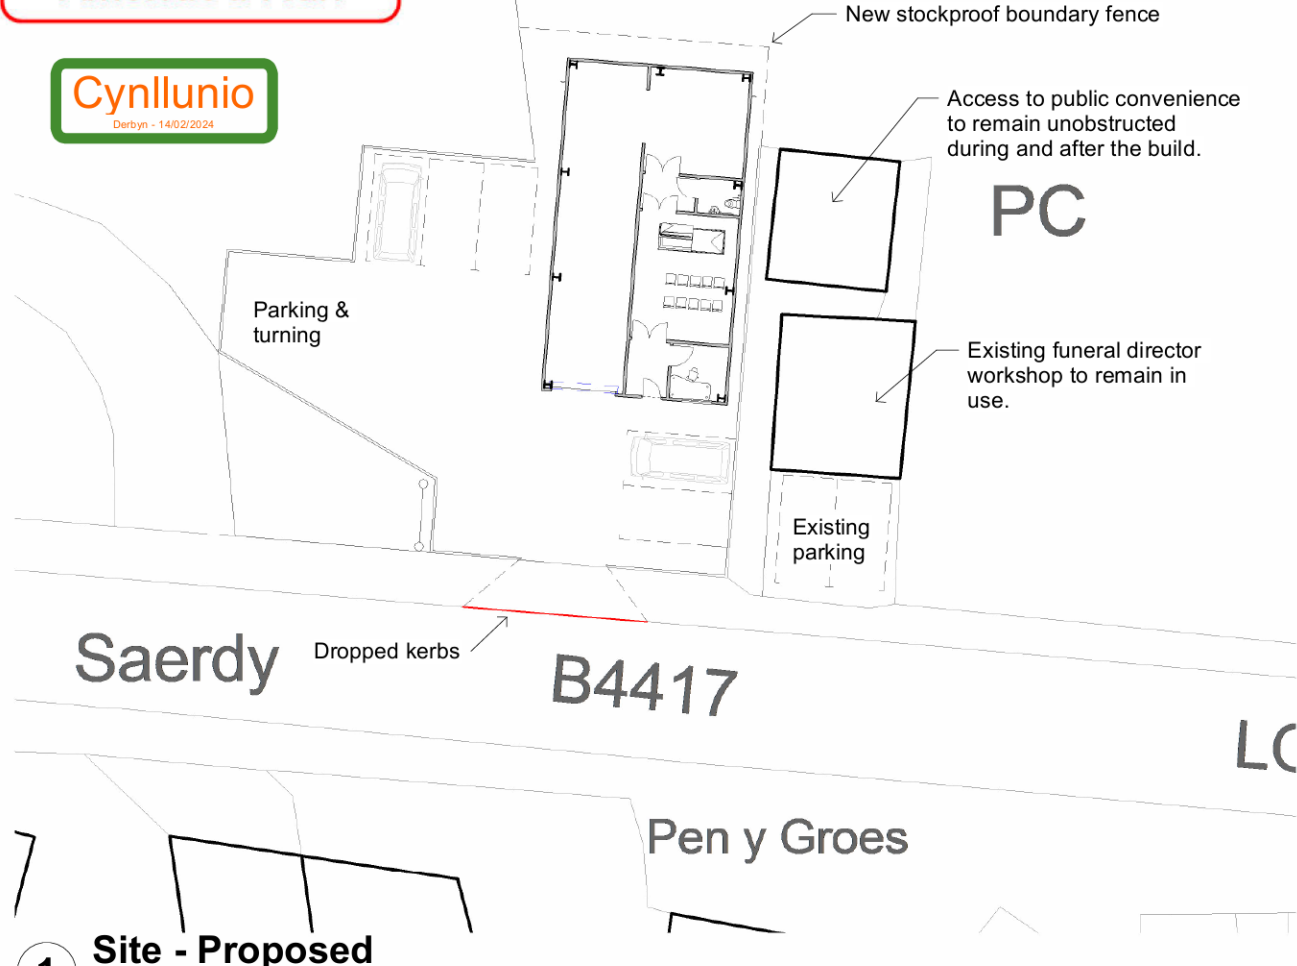 New stockproof boundary fence
Cynllunio
Derbyn - 14/02/2024
Access to public convenience
to remain unobstructed
during and after the build.
PC
Parking &
turning
Existing funeral director
workshop to remain in
use.
Existing
parking
Saerdy
Dropped kerbs
B4417
Pen y Groes
1
Site - Proposed